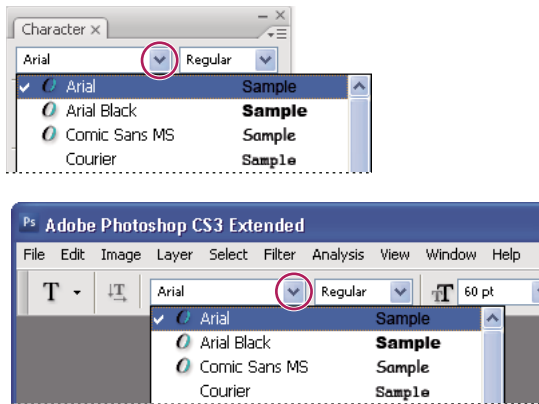 Character ×
Arial Regular
Arial Sample
Arial Black Sample
Comic Sans MS Sample
Courier Sample
Ps Adobe Photoshop CS3 Extended
File Edit Image Layer Select Filter Analysis View Window Help
T T Arial Regular TT 60 pt
Arial Sample
Arial Black Sample
Comic Sans MS Sample
Courier Sample